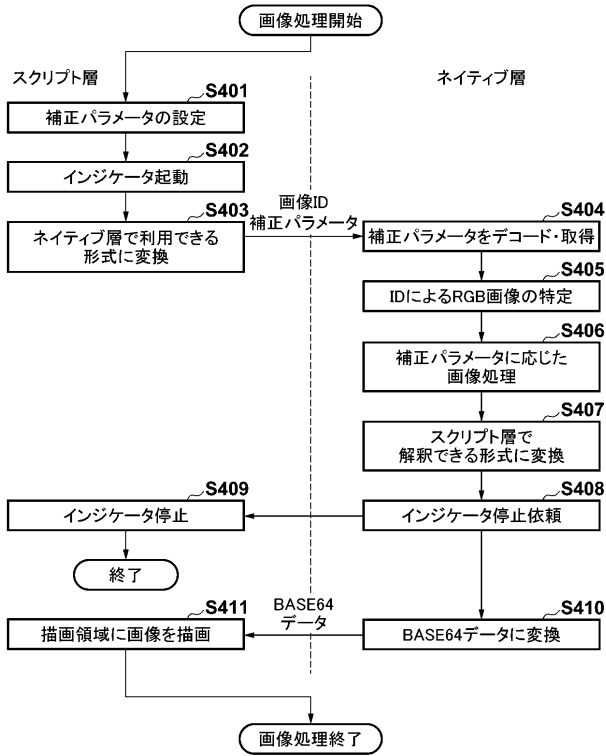 画像処理開始
スクリプト層
ネイティブ層
S401
補正パラメータの設定
S402
インジケータ起動
S403
ネイティブ層で利用できる
形式に変換
画像ID
補正パラメータ
S404
補正パラメータをデコード・取得
S405
IDによるRGB画像の特定
S406
補正パラメータに応じた
画像処理
S407
スクリプト層で
解釈できる形式に変換
S408
インジケータ停止依頼
S409
インジケータ停止
終了
S410
BASE64データに変換
BASE64
データ
S411
描画領域に画像を描画
画像処理終了